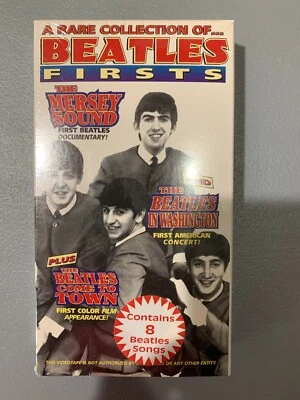 A RARE COLLECTION OF...
BEATLES
FIRSTS
THE
MERSEY
SOUND
FIRST BEATLES
DOCUMENTARY!
THE
BEATLES
IN WASHINGTON
FIRST AMERICAN
CONCERT!
PLUS
THE
BEATLES
COME TO
TOWN
FIRST COLOR FILM
APPEARANCE!
Contains
8
Beatles
Songs
THIS VIDEOTAPE IS NOT AUTHORIZED BY OR ANY OTHER ENTITY